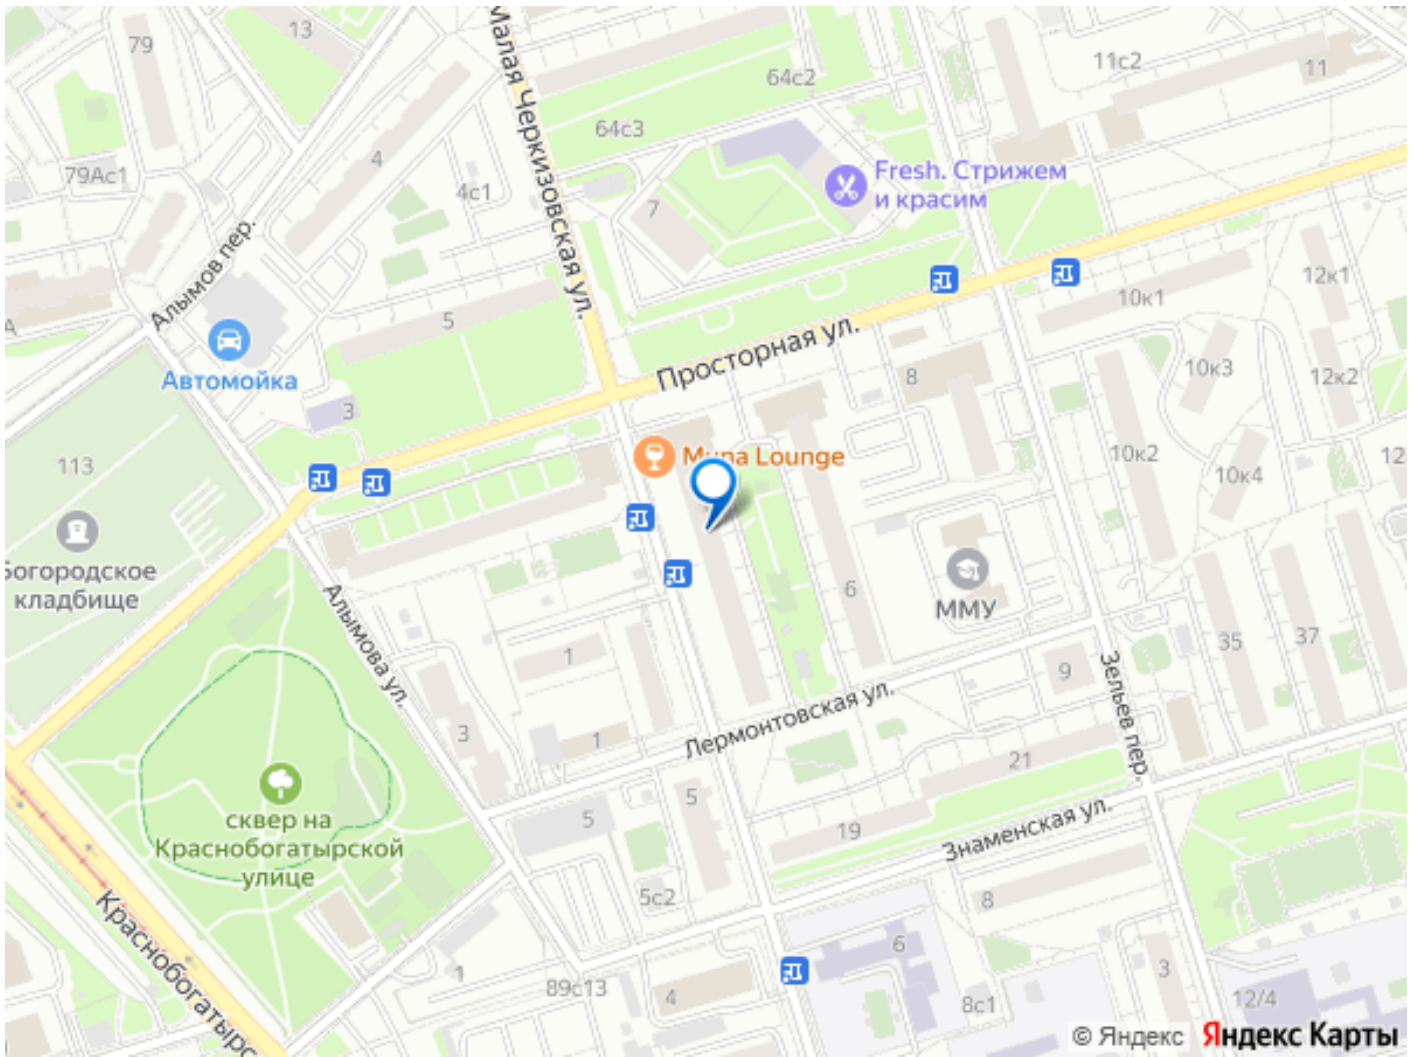 79
13
Малая Черкизовская ул.
64с2
11с2
11
64с3
4
4с1
79Ас1
7
Fresh. Стрижем
и красим
Алымов пер.
5
Просторная ул.
10к1
12к1
Автомойка
3
8
10к3
12к2
113
Lounge
10к2
10к4
12
Богородское
кладбище
Алымова ул.
6
ММУ
1
35
37
9
Зельев пер.
3
1
Лермонтовская ул.
21
5
5
19
Знаменская ул.
сквер на
Краснобогатырской
улице
5с2
8
Краснобогатырс
6
1
89с13
4
8с1
3
12/4
© Яндекс
Яндекс Карты